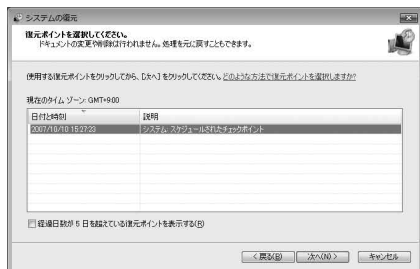 システムの復元
復元ポイントを選択してください。
ドキュメントの変更や削除は行われません。処理を元に戻すこともできます。
使用する復元ポイントをクリックしてから、[次へ] をクリックしてください。どのような方法で復元ポイントを選択しますか?
現在のタイム ゾーン: GMT+9:00
日付と時刻 説明
2007/10/10 15:27:23 システム: スケジュールされたチェックポイント
経過日数が 5 日を超えている復元ポイントを表示する(R)
< 戻る(B) 次へ(N) > キャンセル